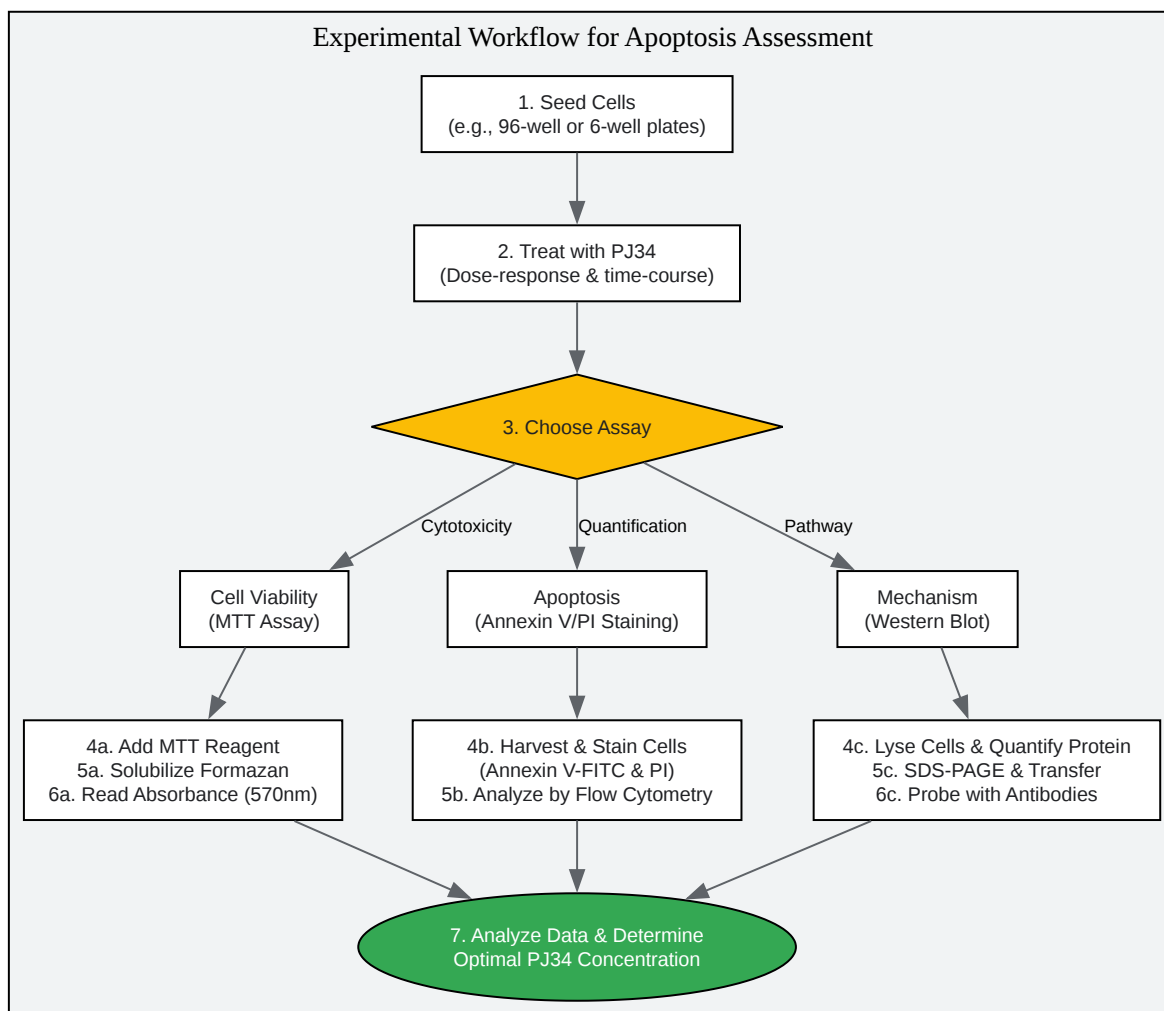 Experimental Workflow for Apoptosis Assessment
1. Seed Cells
(e.g., 96-well or 6-well plates)
2. Treat with PJ34
(Dose-response & time-course)
3. Choose Assay
Cytotoxicity
Quantification
Pathway
Cell Viability
(MTT Assay)
Apoptosis
(Annexin V/PI Staining)
Mechanism
(Western Blot)
4a. Add MTT Reagent
5a. Solubilize Formazan
6a. Read Absorbance (570nm)
4b. Harvest & Stain Cells
(Annexin V-FITC & PI)
5b. Analyze by Flow Cytometry
4c. Lyse Cells & Quantify Protein
5c. SDS-PAGE & Transfer
6c. Probe with Antibodies
7. Analyze Data & Determine
Optimal PJ34 Concentration